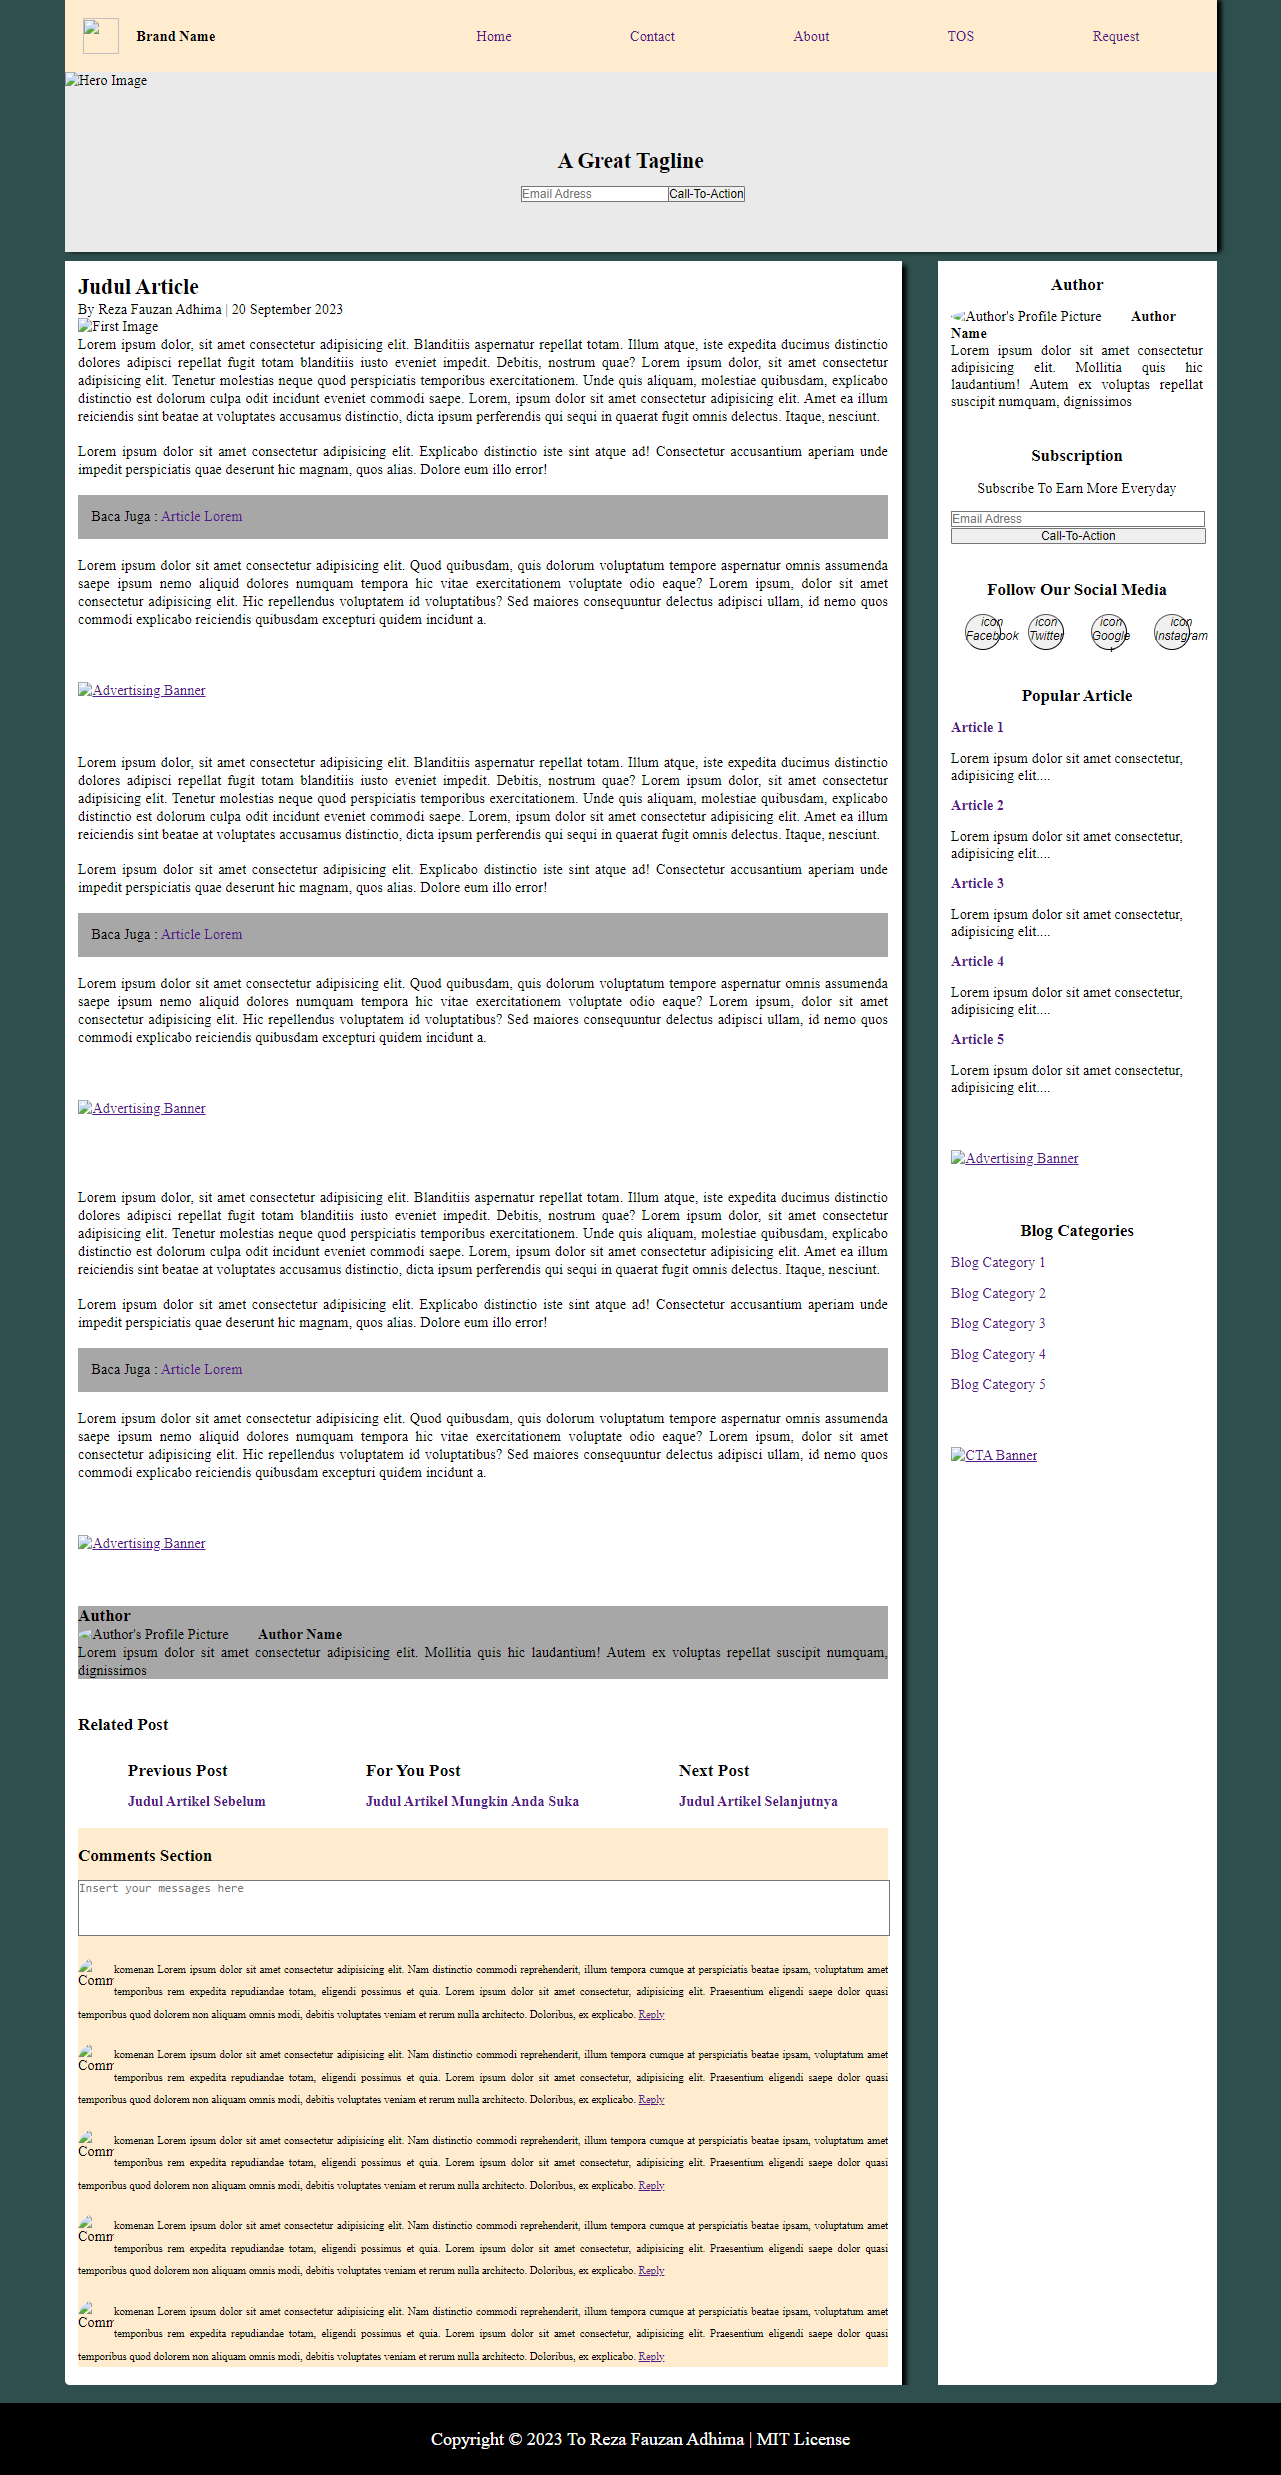 Brand Name
Home
Contact
About
TOS
Request
Hero Image
A Great Tagline
Email Adress
Call-To-Action
Judul Article
By Reza Fauzan Adhima | 20 September 2023
First Image
Lorem ipsum dolor, sit amet consectetur adipisicing elit. Blanditiis aspernatur repellat totam. Illum atque, iste expedita ducimus distinctio
dolores adipisci repellat fugit totam blanditiis iusto eveniet impedit. Debitis, nostrum quae? Lorem ipsum dolor, sit amet consectetur
adipisicing elit. Tenetur molestias neque quod perspiciatis temporibus exercitationem. Unde quis aliquam, molestiae quibusdam, explicabo
distinctio est dolorum culpa odit incidunt eveniet commodi saepe. Lorem, ipsum dolor sit amet consectetur adipisicing elit. Amet ea illum
reiciendis sint beatae at voluptates accusamus distinctio, dicta ipsum perferendis qui sequi in quaerat fugit omnis delectus. Itaque, nesciunt.
Lorem ipsum dolor sit amet consectetur adipisicing elit. Explicabo distinctio iste sint atque ad! Consectetur accusantium aperiam unde
impedit perspiciatis quae deserunt hic magnam, quos alias. Dolore eum illo error!
Baca Juga : Article Lorem
Lorem ipsum dolor sit amet consectetur adipisicing elit. Quod quibusdam, quis dolorum voluptatum tempore aspernatur omnis assumenda
saepe ipsum nemo aliquid dolores numquam tempora hic vitae exercitationem voluptate odio eaque? Lorem ipsum, dolor sit amet
consectetur adipisicing elit. Hic repellendus voluptatem id voluptatibus? Sed maiores consequuntur delectus adipisci ullam, id nemo quos
commodi explicabo reiciendis quibusdam excepturi quidem incidunt a.
Advertising Banner
Lorem ipsum dolor, sit amet consectetur adipisicing elit. Blanditiis aspernatur repellat totam. Illum atque, iste expedita ducimus distinctio
dolores adipisci repellat fugit totam blanditiis iusto eveniet impedit. Debitis, nostrum quae? Lorem ipsum dolor, sit amet consectetur
adipisicing elit. Tenetur molestias neque quod perspiciatis temporibus exercitationem. Unde quis aliquam, molestiae quibusdam, explicabo
distinctio est dolorum culpa odit incidunt eveniet commodi saepe. Lorem, ipsum dolor sit amet consectetur adipisicing elit. Amet ea illum
reiciendis sint beatae at voluptates accusamus distinctio, dicta ipsum perferendis qui sequi in quaerat fugit omnis delectus. Itaque, nesciunt.
Lorem ipsum dolor sit amet consectetur adipisicing elit. Explicabo distinctio iste sint atque ad! Consectetur accusantium aperiam unde
impedit perspiciatis quae deserunt hic magnam, quos alias. Dolore eum illo error!
Baca Juga : Article Lorem
Lorem ipsum dolor sit amet consectetur adipisicing elit. Quod quibusdam, quis dolorum voluptatum tempore aspernatur omnis assumenda
saepe ipsum nemo aliquid dolores numquam tempora hic vitae exercitationem voluptate odio eaque? Lorem ipsum, dolor sit amet
consectetur adipisicing elit. Hic repellendus voluptatem id voluptatibus? Sed maiores consequuntur delectus adipisci ullam, id nemo quos
commodi explicabo reiciendis quibusdam excepturi quidem incidunt a.
Advertising Banner
Lorem ipsum dolor, sit amet consectetur adipisicing elit. Blanditiis aspernatur repellat totam. Illum atque, iste expedita ducimus distinctio
dolores adipisci repellat fugit totam blanditiis iusto eveniet impedit. Debitis, nostrum quae? Lorem ipsum dolor, sit amet consectetur
adipisicing elit. Tenetur molestias neque quod perspiciatis temporibus exercitationem. Unde quis aliquam, molestiae quibusdam, explicabo
distinctio est dolorum culpa odit incidunt eveniet commodi saepe. Lorem, ipsum dolor sit amet consectetur adipisicing elit. Amet ea illum
reiciendis sint beatae at voluptates accusamus distinctio, dicta ipsum perferendis qui sequi in quaerat fugit omnis delectus. Itaque, nesciunt.
Lorem ipsum dolor sit amet consectetur adipisicing elit. Explicabo distinctio iste sint atque ad! Consectetur accusantium aperiam unde
impedit perspiciatis quae deserunt hic magnam, quos alias. Dolore eum illo error!
Baca Juga : Article Lorem
Lorem ipsum dolor sit amet consectetur adipisicing elit. Quod quibusdam, quis dolorum voluptatum tempore aspernatur omnis assumenda
saepe ipsum nemo aliquid dolores numquam tempora hic vitae exercitationem voluptate odio eaque? Lorem ipsum, dolor sit amet
consectetur adipisicing elit. Hic repellendus voluptatem id voluptatibus? Sed maiores consequuntur delectus adipisci ullam, id nemo quos
commodi explicabo reiciendis quibusdam excepturi quidem incidunt a.
Advertising Banner
Author
Author's Profile Picture Author Name
Lorem ipsum dolor sit amet consectetur adipisicing elit. Mollitia quis hic laudantium! Autem ex voluptas repellat suscipit numquam,
dignissimos
Related Post
Previous Post
Judul Artikel Sebelum
For You Post
Judul Artikel Mungkin Anda Suka
Next Post
Judul Artikel Selanjutnya
Comments Section
Insert your messages here
Comm
komenan Lorem ipsum dolor sit amet consectetur adipisicing elit. Nam distinctio commodi reprehenderit, illum tempora cumque at perspiciatis beatae ipsam, voluptatum amet
temporibus rem expedita repudiandae totam, eligendi possimus et quia. Lorem ipsum dolor sit amet consectetur, adipisicing elit. Praesentium eligendi saepe dolor quasi
temporibus quod dolorem non aliquam omnis modi, debitis voluptates veniam et rerum nulla architecto. Doloribus, ex explicabo. Reply
Comm
komenan Lorem ipsum dolor sit amet consectetur adipisicing elit. Nam distinctio commodi reprehenderit, illum tempora cumque at perspiciatis beatae ipsam, voluptatum amet
temporibus rem expedita repudiandae totam, eligendi possimus et quia. Lorem ipsum dolor sit amet consectetur, adipisicing elit. Praesentium eligendi saepe dolor quasi
temporibus quod dolorem non aliquam omnis modi, debitis voluptates veniam et rerum nulla architecto. Doloribus, ex explicabo. Reply
Comm
komenan Lorem ipsum dolor sit amet consectetur adipisicing elit. Nam distinctio commodi reprehenderit, illum tempora cumque at perspiciatis beatae ipsam, voluptatum amet
temporibus rem expedita repudiandae totam, eligendi possimus et quia. Lorem ipsum dolor sit amet consectetur, adipisicing elit. Praesentium eligendi saepe dolor quasi
temporibus quod dolorem non aliquam omnis modi, debitis voluptates veniam et rerum nulla architecto. Doloribus, ex explicabo. Reply
Comm
komenan Lorem ipsum dolor sit amet consectetur adipisicing elit. Nam distinctio commodi reprehenderit, illum tempora cumque at perspiciatis beatae ipsam, voluptatum amet
temporibus rem expedita repudiandae totam, eligendi possimus et quia. Lorem ipsum dolor sit amet consectetur, adipisicing elit. Praesentium eligendi saepe dolor quasi
temporibus quod dolorem non aliquam omnis modi, debitis voluptates veniam et rerum nulla architecto. Doloribus, ex explicabo. Reply
Comm
komenan Lorem ipsum dolor sit amet consectetur adipisicing elit. Nam distinctio commodi reprehenderit, illum tempora cumque at perspiciatis beatae ipsam, voluptatum amet
temporibus rem expedita repudiandae totam, eligendi possimus et quia. Lorem ipsum dolor sit amet consectetur, adipisicing elit. Praesentium eligendi saepe dolor quasi
temporibus quod dolorem non aliquam omnis modi, debitis voluptates veniam et rerum nulla architecto. Doloribus, ex explicabo. Reply
Author
Author's Profile Picture Author
Name
Lorem ipsum dolor sit amet consectetur
adipisicing elit. Mollitia quis hic
laudantium! Autem ex voluptas repellat
suscipit numquam, dignissimos
Subscription
Subscribe To Earn More Everyday
Email Adress
Call-To-Action
Follow Our Social Media
icon
Facebook
icon
Twitter
icon
Google
+
icon
Instagram
Popular Article
Article 1
Lorem ipsum dolor sit amet consectetur,
adipisicing elit....
Article 2
Lorem ipsum dolor sit amet consectetur,
adipisicing elit....
Article 3
Lorem ipsum dolor sit amet consectetur,
adipisicing elit....
Article 4
Lorem ipsum dolor sit amet consectetur,
adipisicing elit....
Article 5
Lorem ipsum dolor sit amet consectetur,
adipisicing elit....
Advertising Banner
Blog Categories
Blog Category 1
Blog Category 2
Blog Category 3
Blog Category 4
Blog Category 5
CTA Banner
Copyright © 2023 To Reza Fauzan Adhima | MIT License